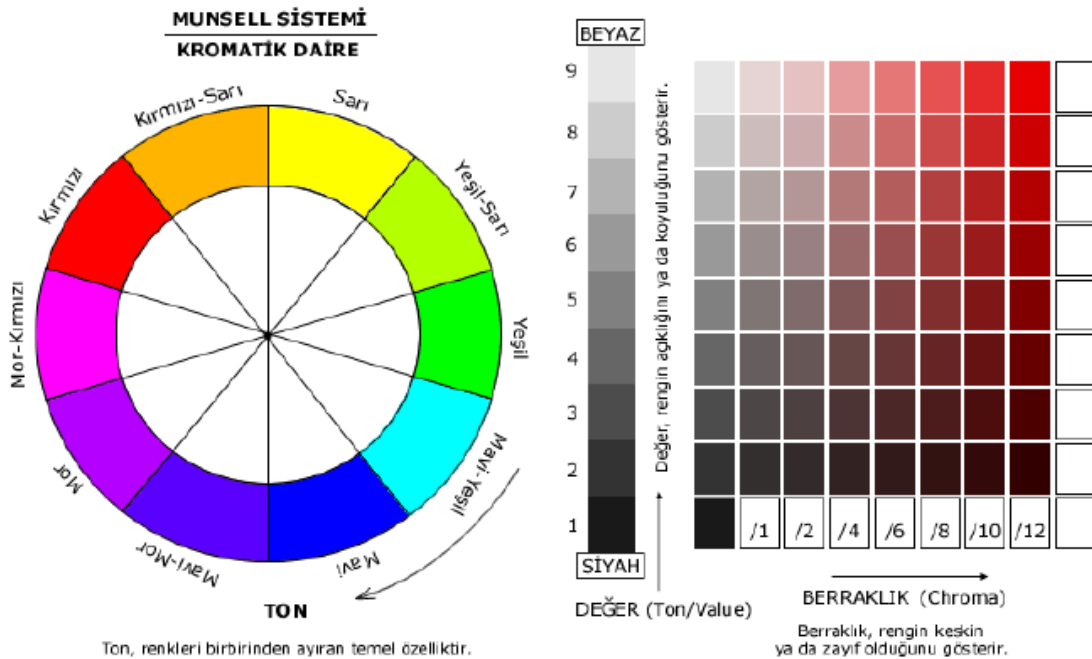 MUNSELL SİSTEMİ
KROMATİK DAİRE
Kırmızı-Sarı
Sarı
Yeşil-Sarı
Yeşil
Mavi-Yeşil
Mavi
Mavi-Mor
Mor
Mor-Kırmızı
Kırmızı
TON
Ton, renkleri birbirinden ayıran temel özelliktir.
BEYAZ
9
8
7
6
5
4
3
2
1
SİYAH
DEĞER (Ton/Value)
Değer, rengin açıklığını ya da koyuluğunu gösterir.
/1 /2 /4 /6 /8 /10 /12
BERRAKLIK (Chroma)
Berraklık, rengin keskin
ya da zayıf olduğunu gösterir.